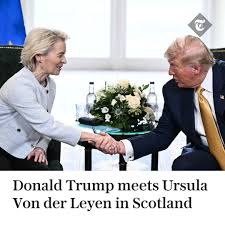 Donald Trump meets Ursula
Von der Leyen in Scotland